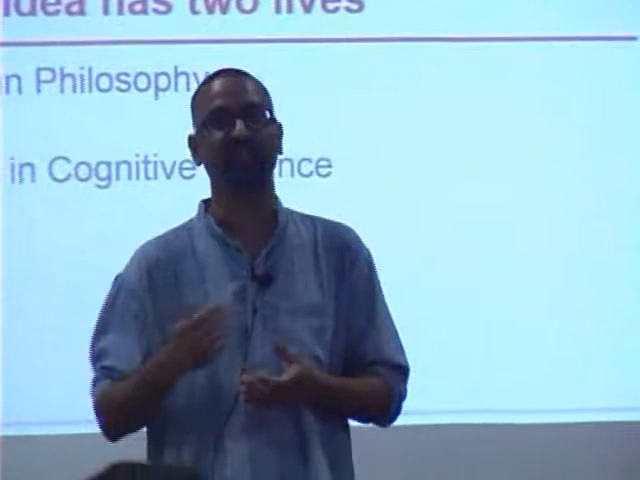 idea has two lives
n Philosophy
in Cognitive nce